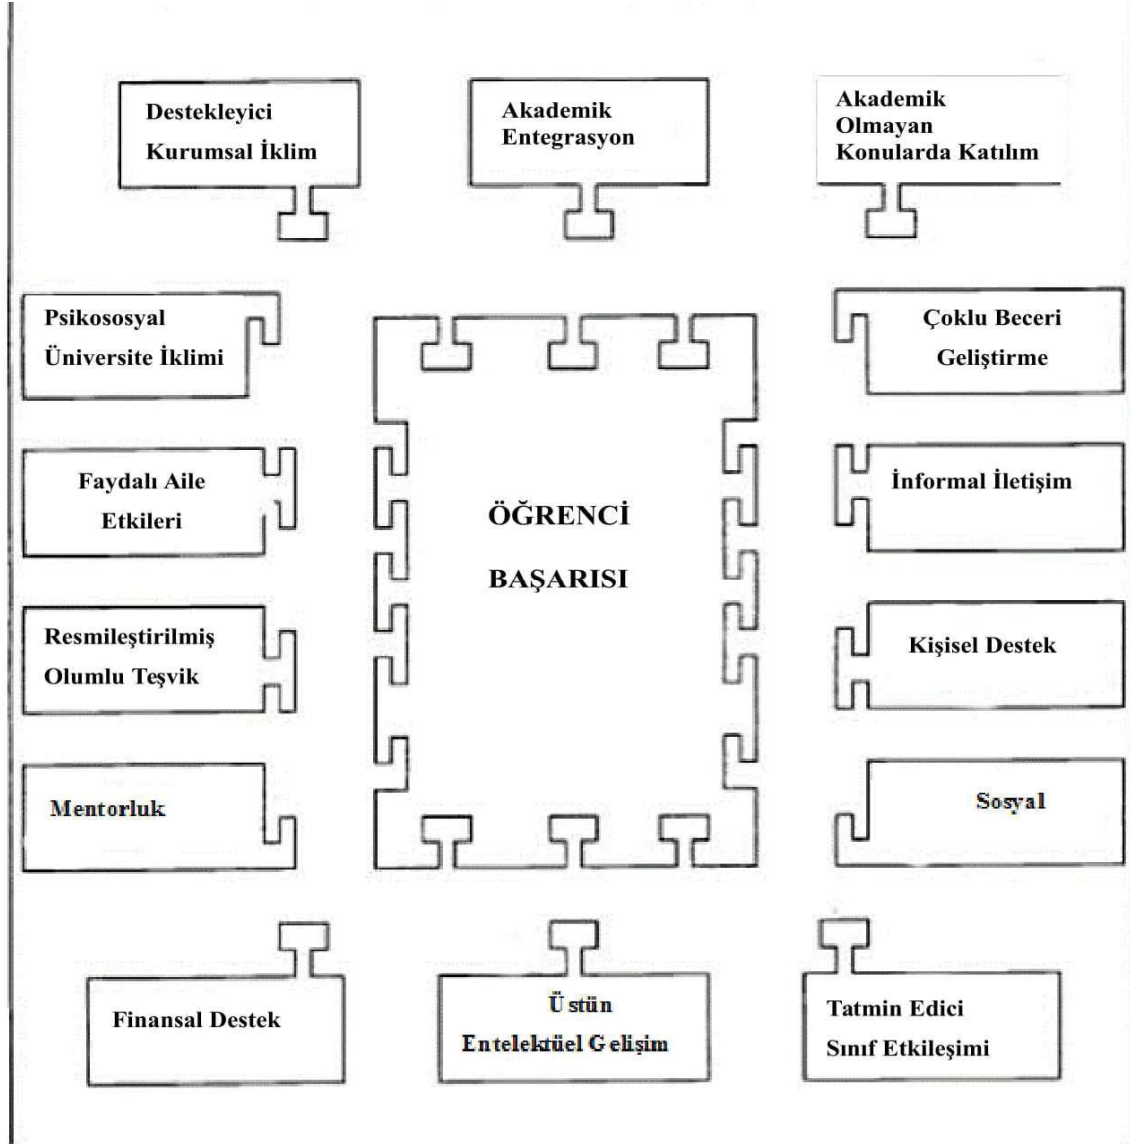 Destekleyici
Kurumsal İklim
Akademik
Entegrasyon
Akademik
Olmayan
Konularda Katılım
Psikososyal
Üniversite İklimi
Çoklu Beceri
Geliştirme
Faydalı Aile
Etkileri
İnformal İletişim
ÖĞRENCİ
BAŞARISI
Resmileştirilmiş
Olumlu Teşvik
Kişisel Destek
Mentorluk
Sosyal
Finansal Destek
Üstün
Entelektüel Gelişim
Tatmin Edici
Sınıf Etkileşimi